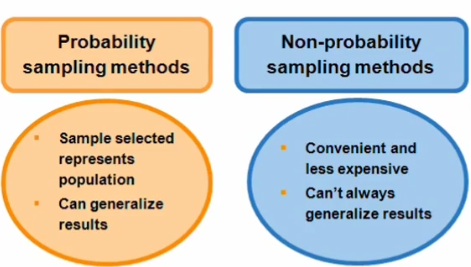 Probability
sampling methods
Non-probability
sampling methods
Sample selected
represents
population
Can generalize
results
Convenient and
less expensive
Can't always
generalize results